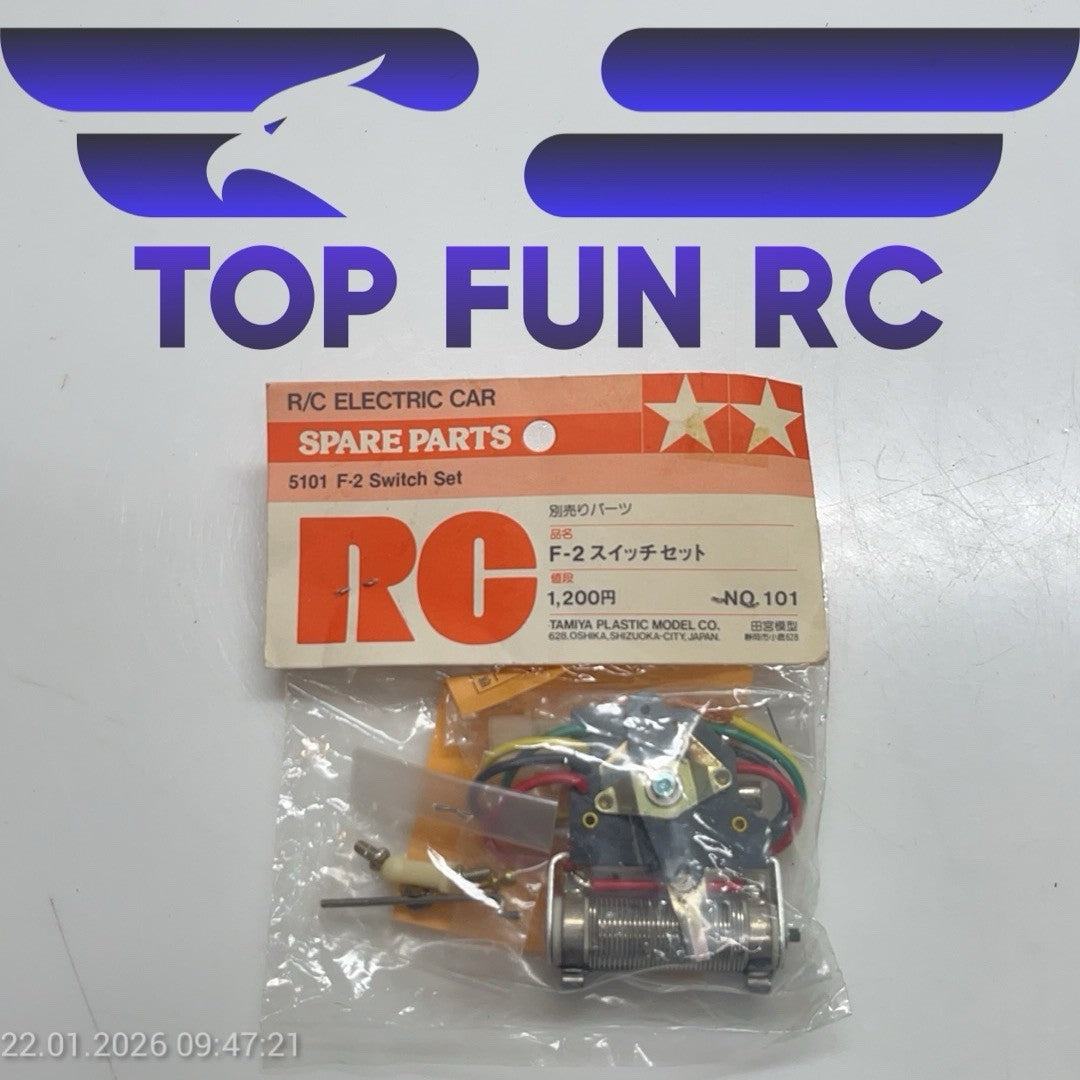 TOP FUN RC
R/C ELECTRIC CAR
SPARE PARTS
5101 F-2 Switch Set
RC
別売りパーツ
品名
F-2 スイッチセット
値段
1,200円
NO. 101
TAMIYA PLASTIC MODEL CO.
628, OSHIKA, SHIZUOKA-CITY, JAPAN.
田宮模型
静岡市小鹿628
22.01.2026 09:47:21